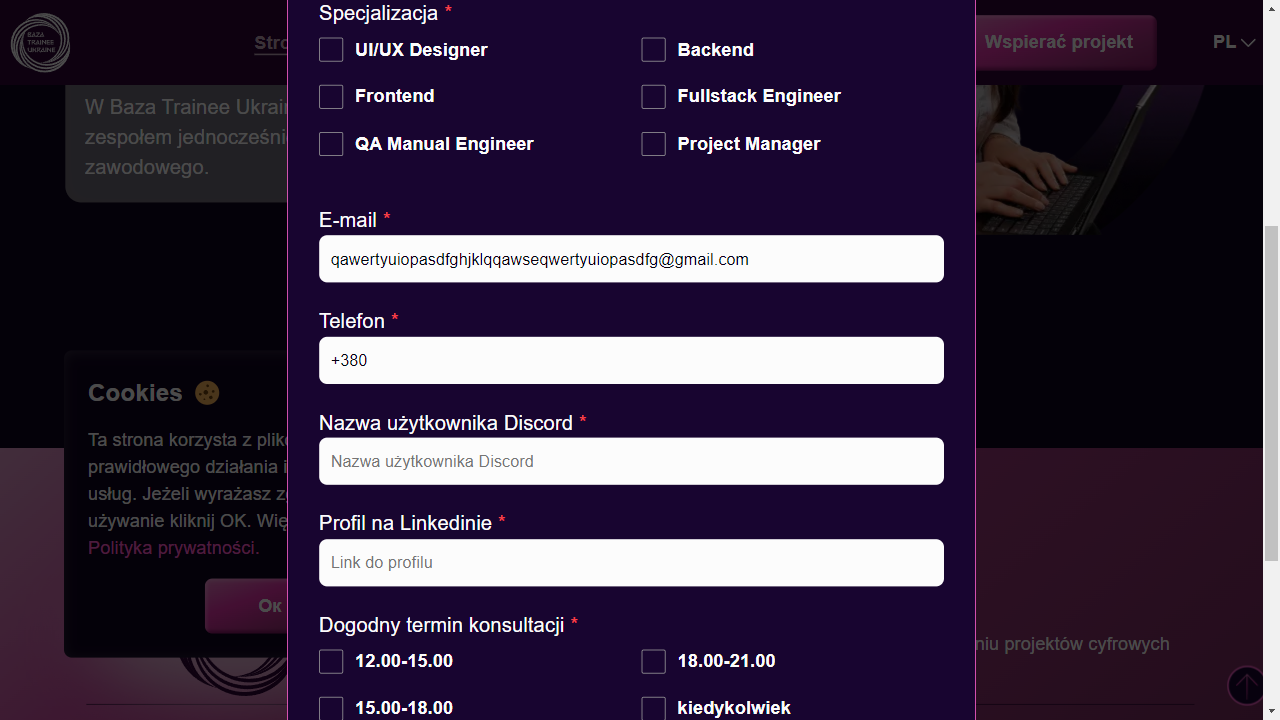 Specjalizacja *
BAZA
TRAINEE
UKRAINE
Stro
UI/UX Designer
Backend
Wspierać projekt
PL
Frontend
Fullstack Engineer
W Baza Trainee Ukrain
zespołem jednocześni
QA Manual Engineer
Project Manager
zawodowego.
E-mail *
qawertyuiopasdfghjklqqawseqwertyuiopasdfg@gmail.com
Telefon *
+380
Cookies
Nazwa użytkownika Discord *
Ta strona korzysta z plikó
Nazwa użytkownika Discord
prawidłowego działania i
usług. Jeżeli wyrażasz zg
używanie kliknij OK. Wię
Profil na Linkedinie *
Polityka prywatności.
Link do profilu
Ок
Dogodny termin konsultacji *
niu projektów cyfrowych
12.00-15.00
18.00-21.00
15.00-18.00
kiedykolwiek